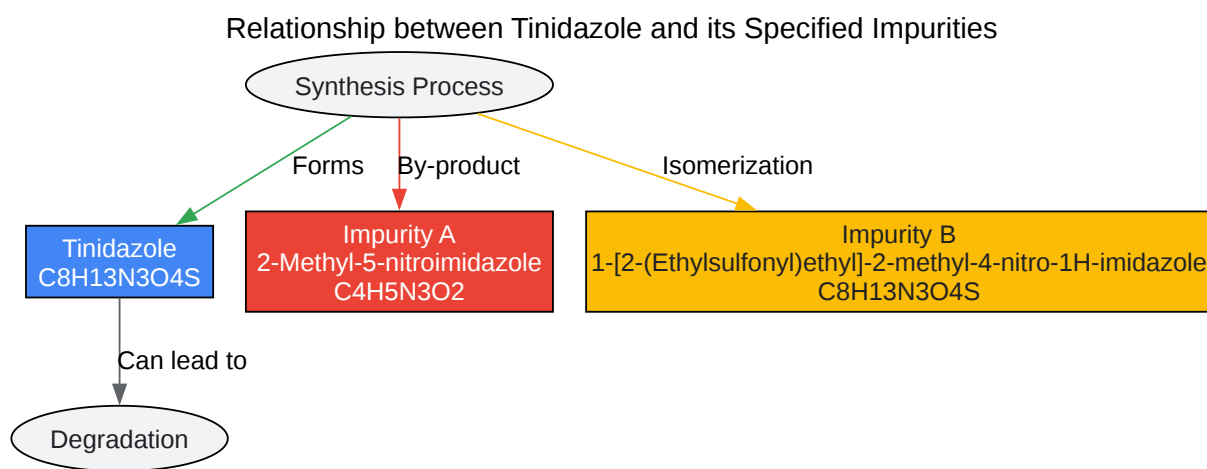 Relationship between Tinidazole and its Specified Impurities
Synthesis Process
Forms
By-product
Isomerization
Tinidazole
C8H13N3O4S
Impurity A
2-Methyl-5-nitroimidazole
C4H5N3O2
Impurity B
1-[2-(Ethylsulfonyl)ethyl]-2-methyl-4-nitro-1H-imidazole
C8H13N3O4S
Can lead to
Degradation